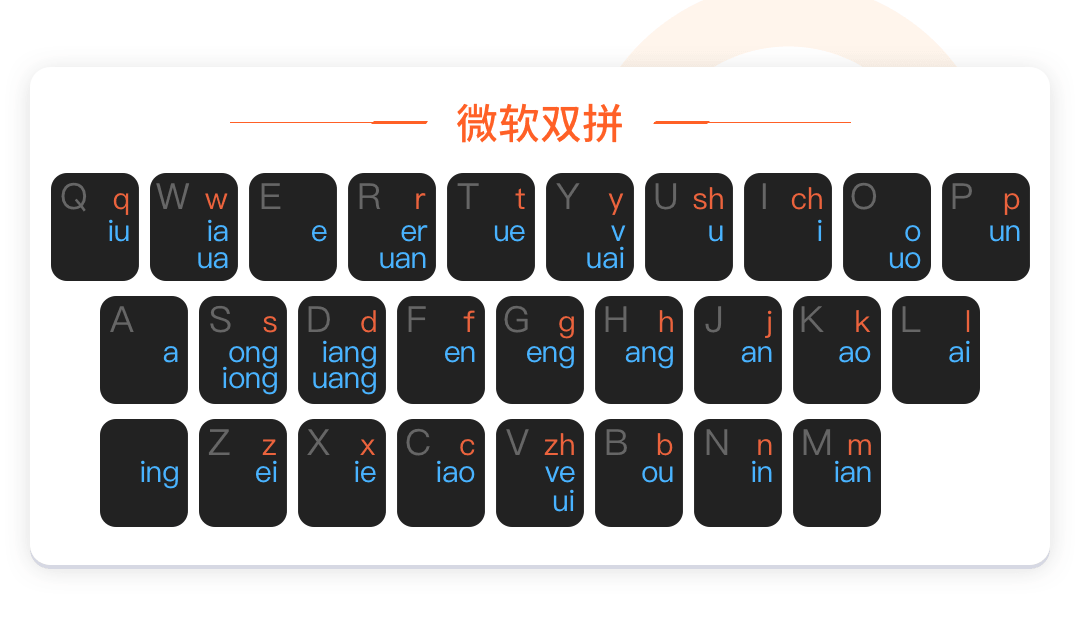 微软双拼
Q q W w E R r T t Y y U sh I ch O P p
iu ia e er ue v u i o un
ua uan uai uo
A S s D d F f G g H h J j K k L l
a ong iang en eng ang an ao ai
iong uang
Z z X x C c V zh B b N n M m
ing ei ie iao ve ou in ian
ui